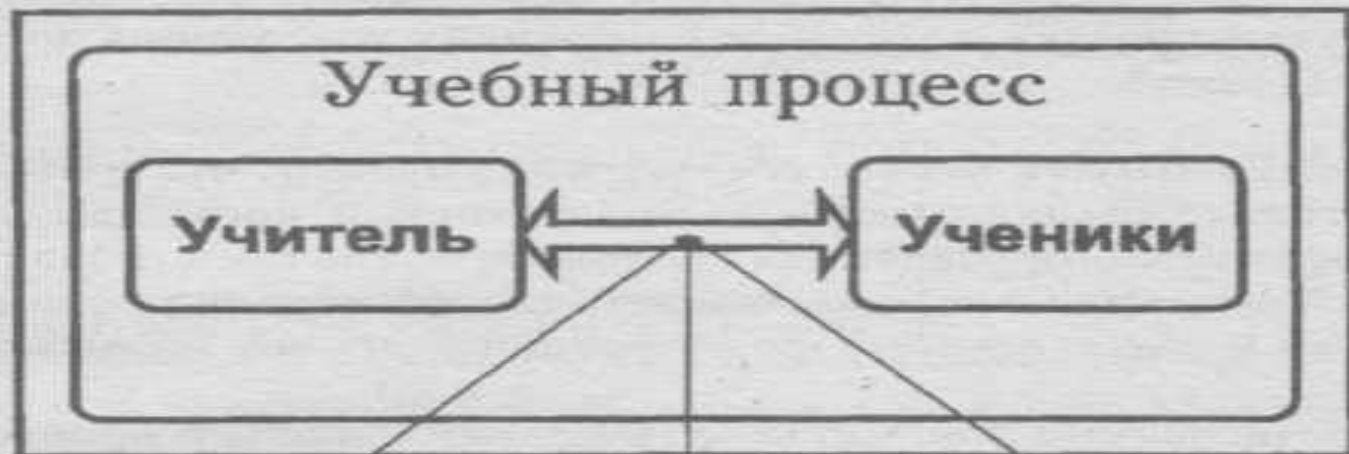 Учебный процесс
Учитель
Ученики